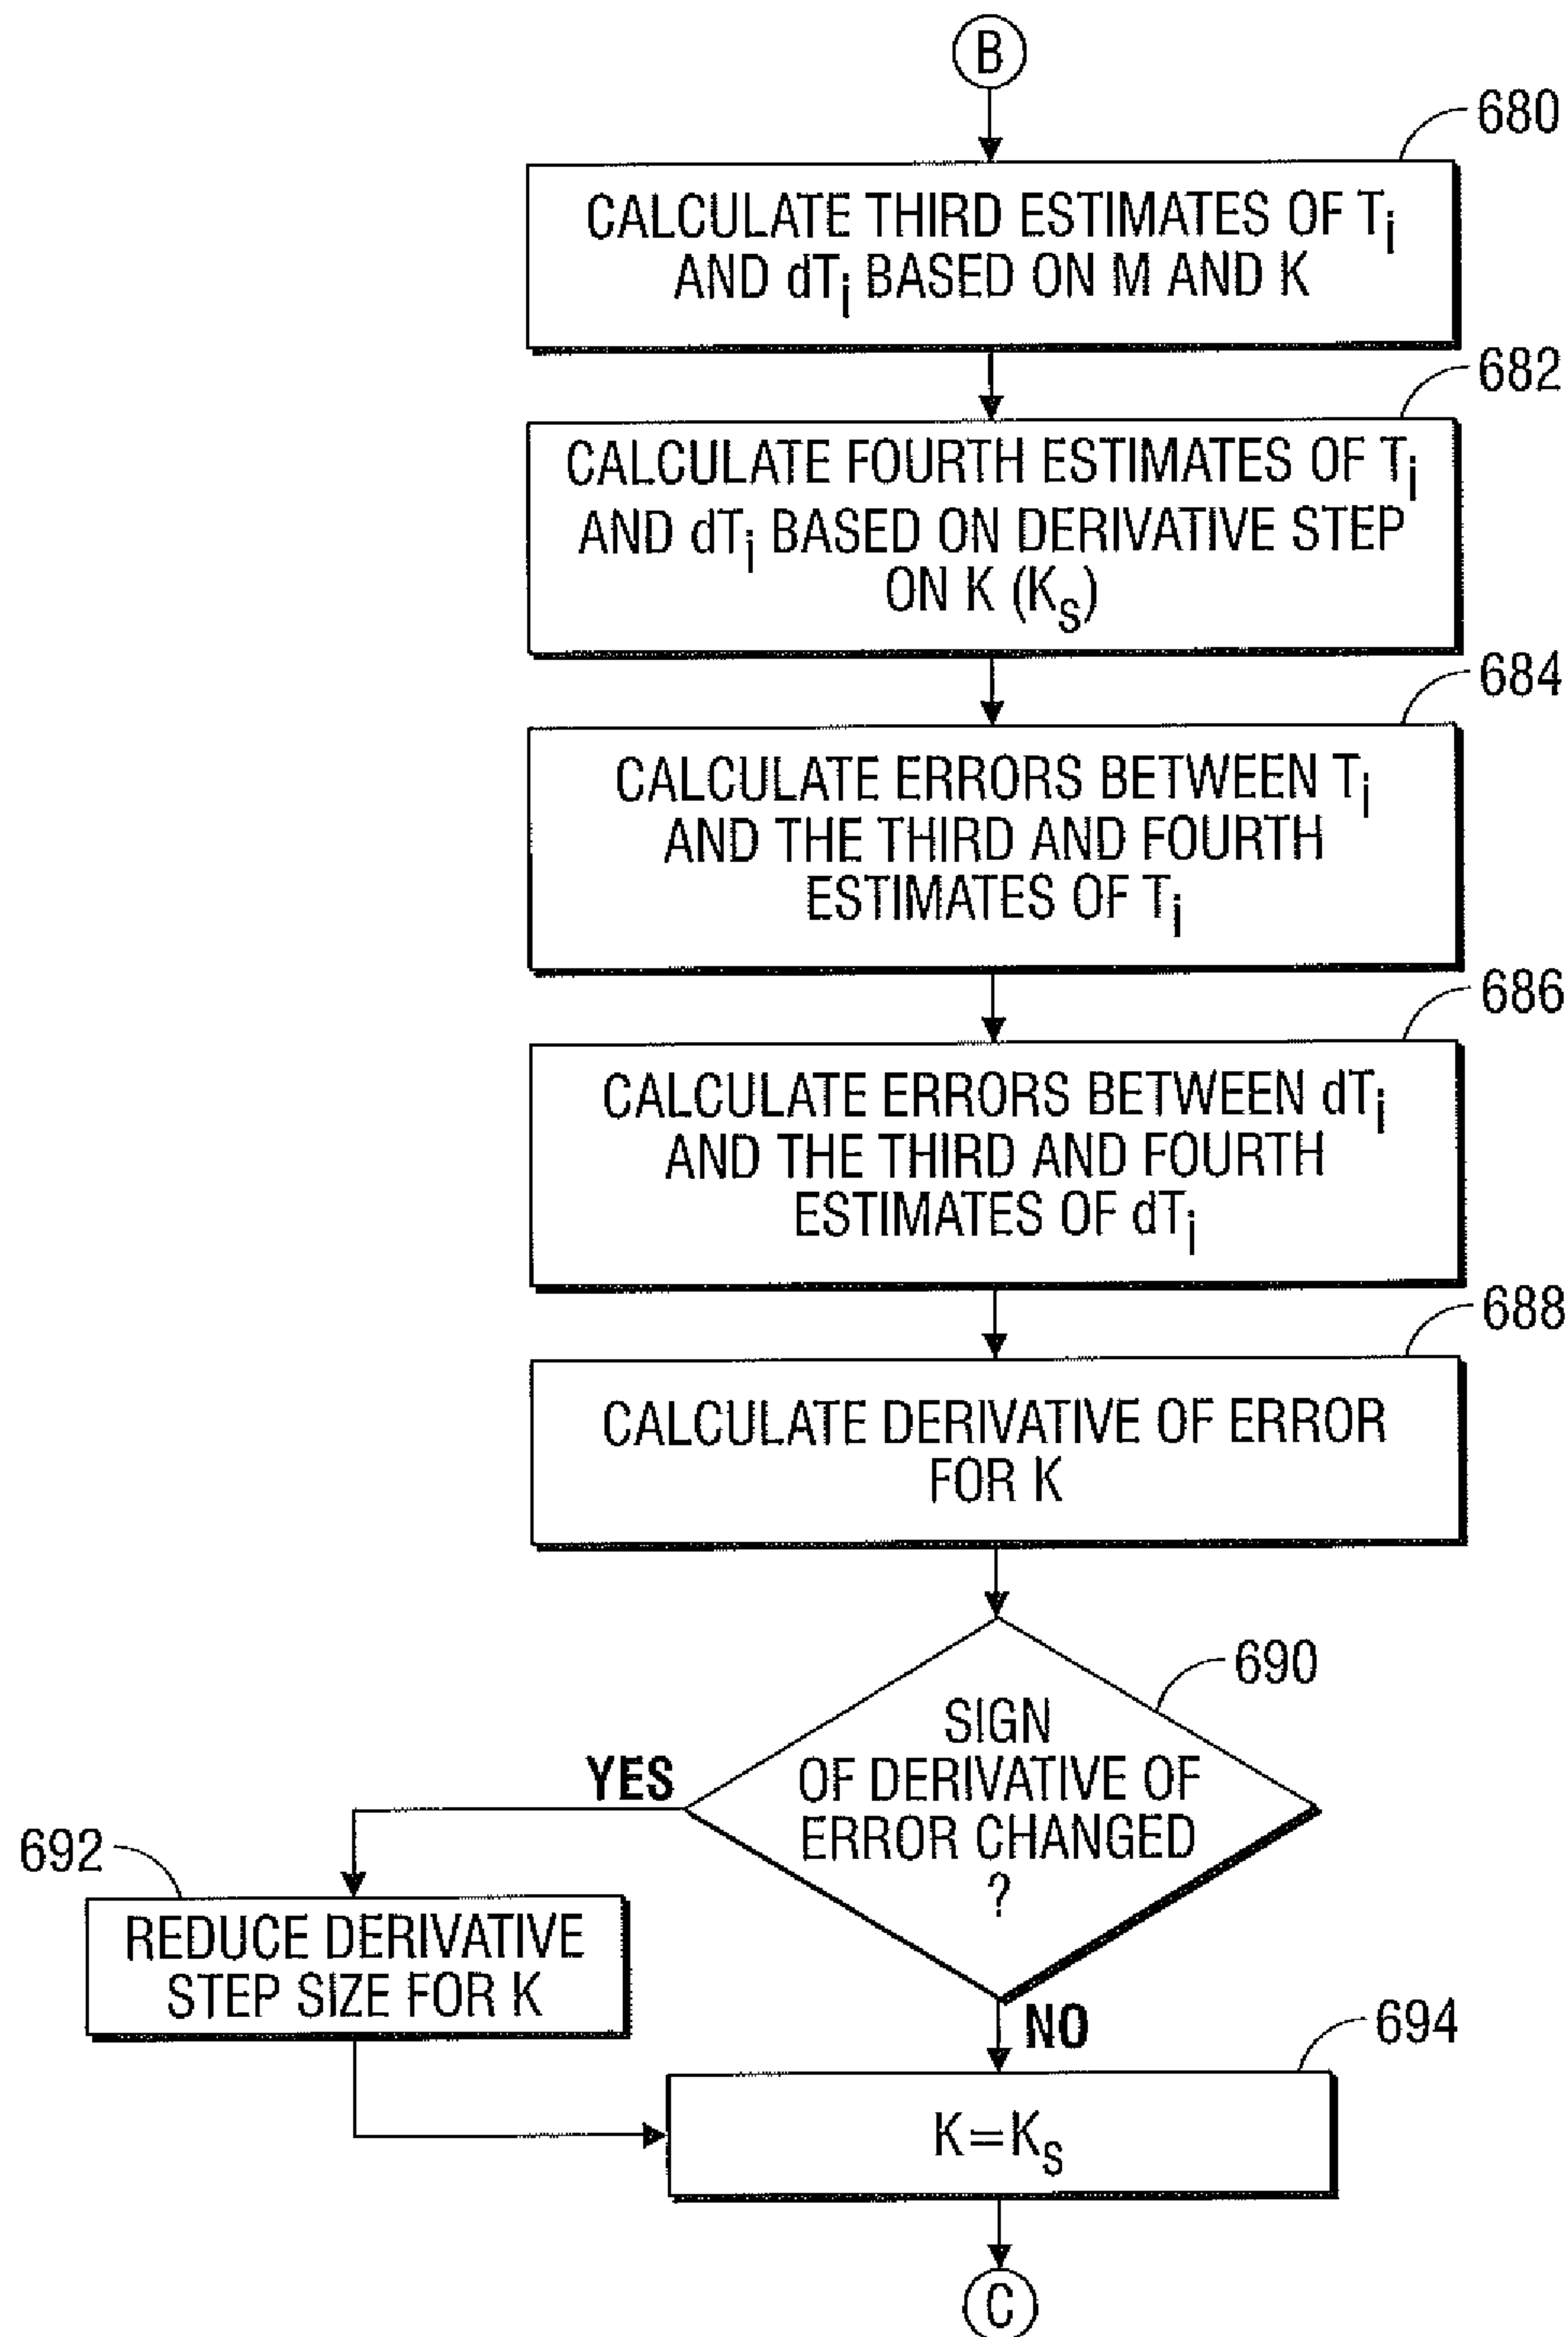 B
680
CALCULATE THIRD ESTIMATES OF Ti
AND dTi BASED ON M AND K
682
CALCULATE FOURTH ESTIMATES OF Ti
AND dTi BASED ON DERIVATIVE STEP
ON K (KS)
684
CALCULATE ERRORS BETWEEN Ti
AND THE THIRD AND FOURTH
ESTIMATES OF Ti
686
CALCULATE ERRORS BETWEEN dTi
AND THE THIRD AND FOURTH
ESTIMATES OF dTi
688
CALCULATE DERIVATIVE OF ERROR
FOR K
690
SIGN
OF DERIVATIVE OF
ERROR CHANGED
?
YES
692
REDUCE DERIVATIVE
STEP SIZE FOR K
NO
694
K=KS
C